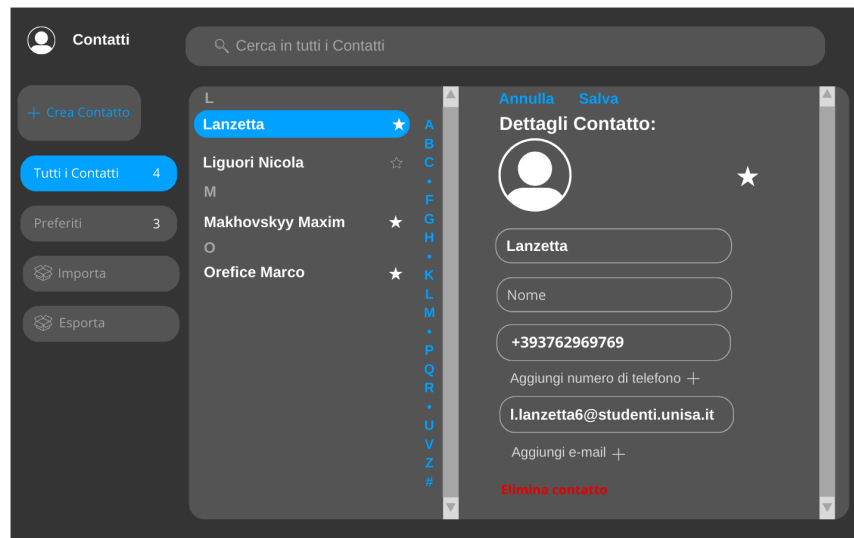 Contatti
Cerca in tutti i Contatti
+ Crea Contatto
Tutti i Contatti 4
Preferiti 3
Importa
Esporta
L
Lanzetta
Liguori Nicola
M
Makhovskyy Maxim
O
Orefice Marco
A
B
C
•
F
G
H
•
K
L
M
•
P
Q
R
•
U
V
Z
#
Annulla Salva
Dettagli Contatto:
Lanzetta
Nome
+393762969769
Aggiungi numero di telefono +
l.lanzetta6@studenti.unisa.it
Aggiungi e-mail +
Elimina contatto